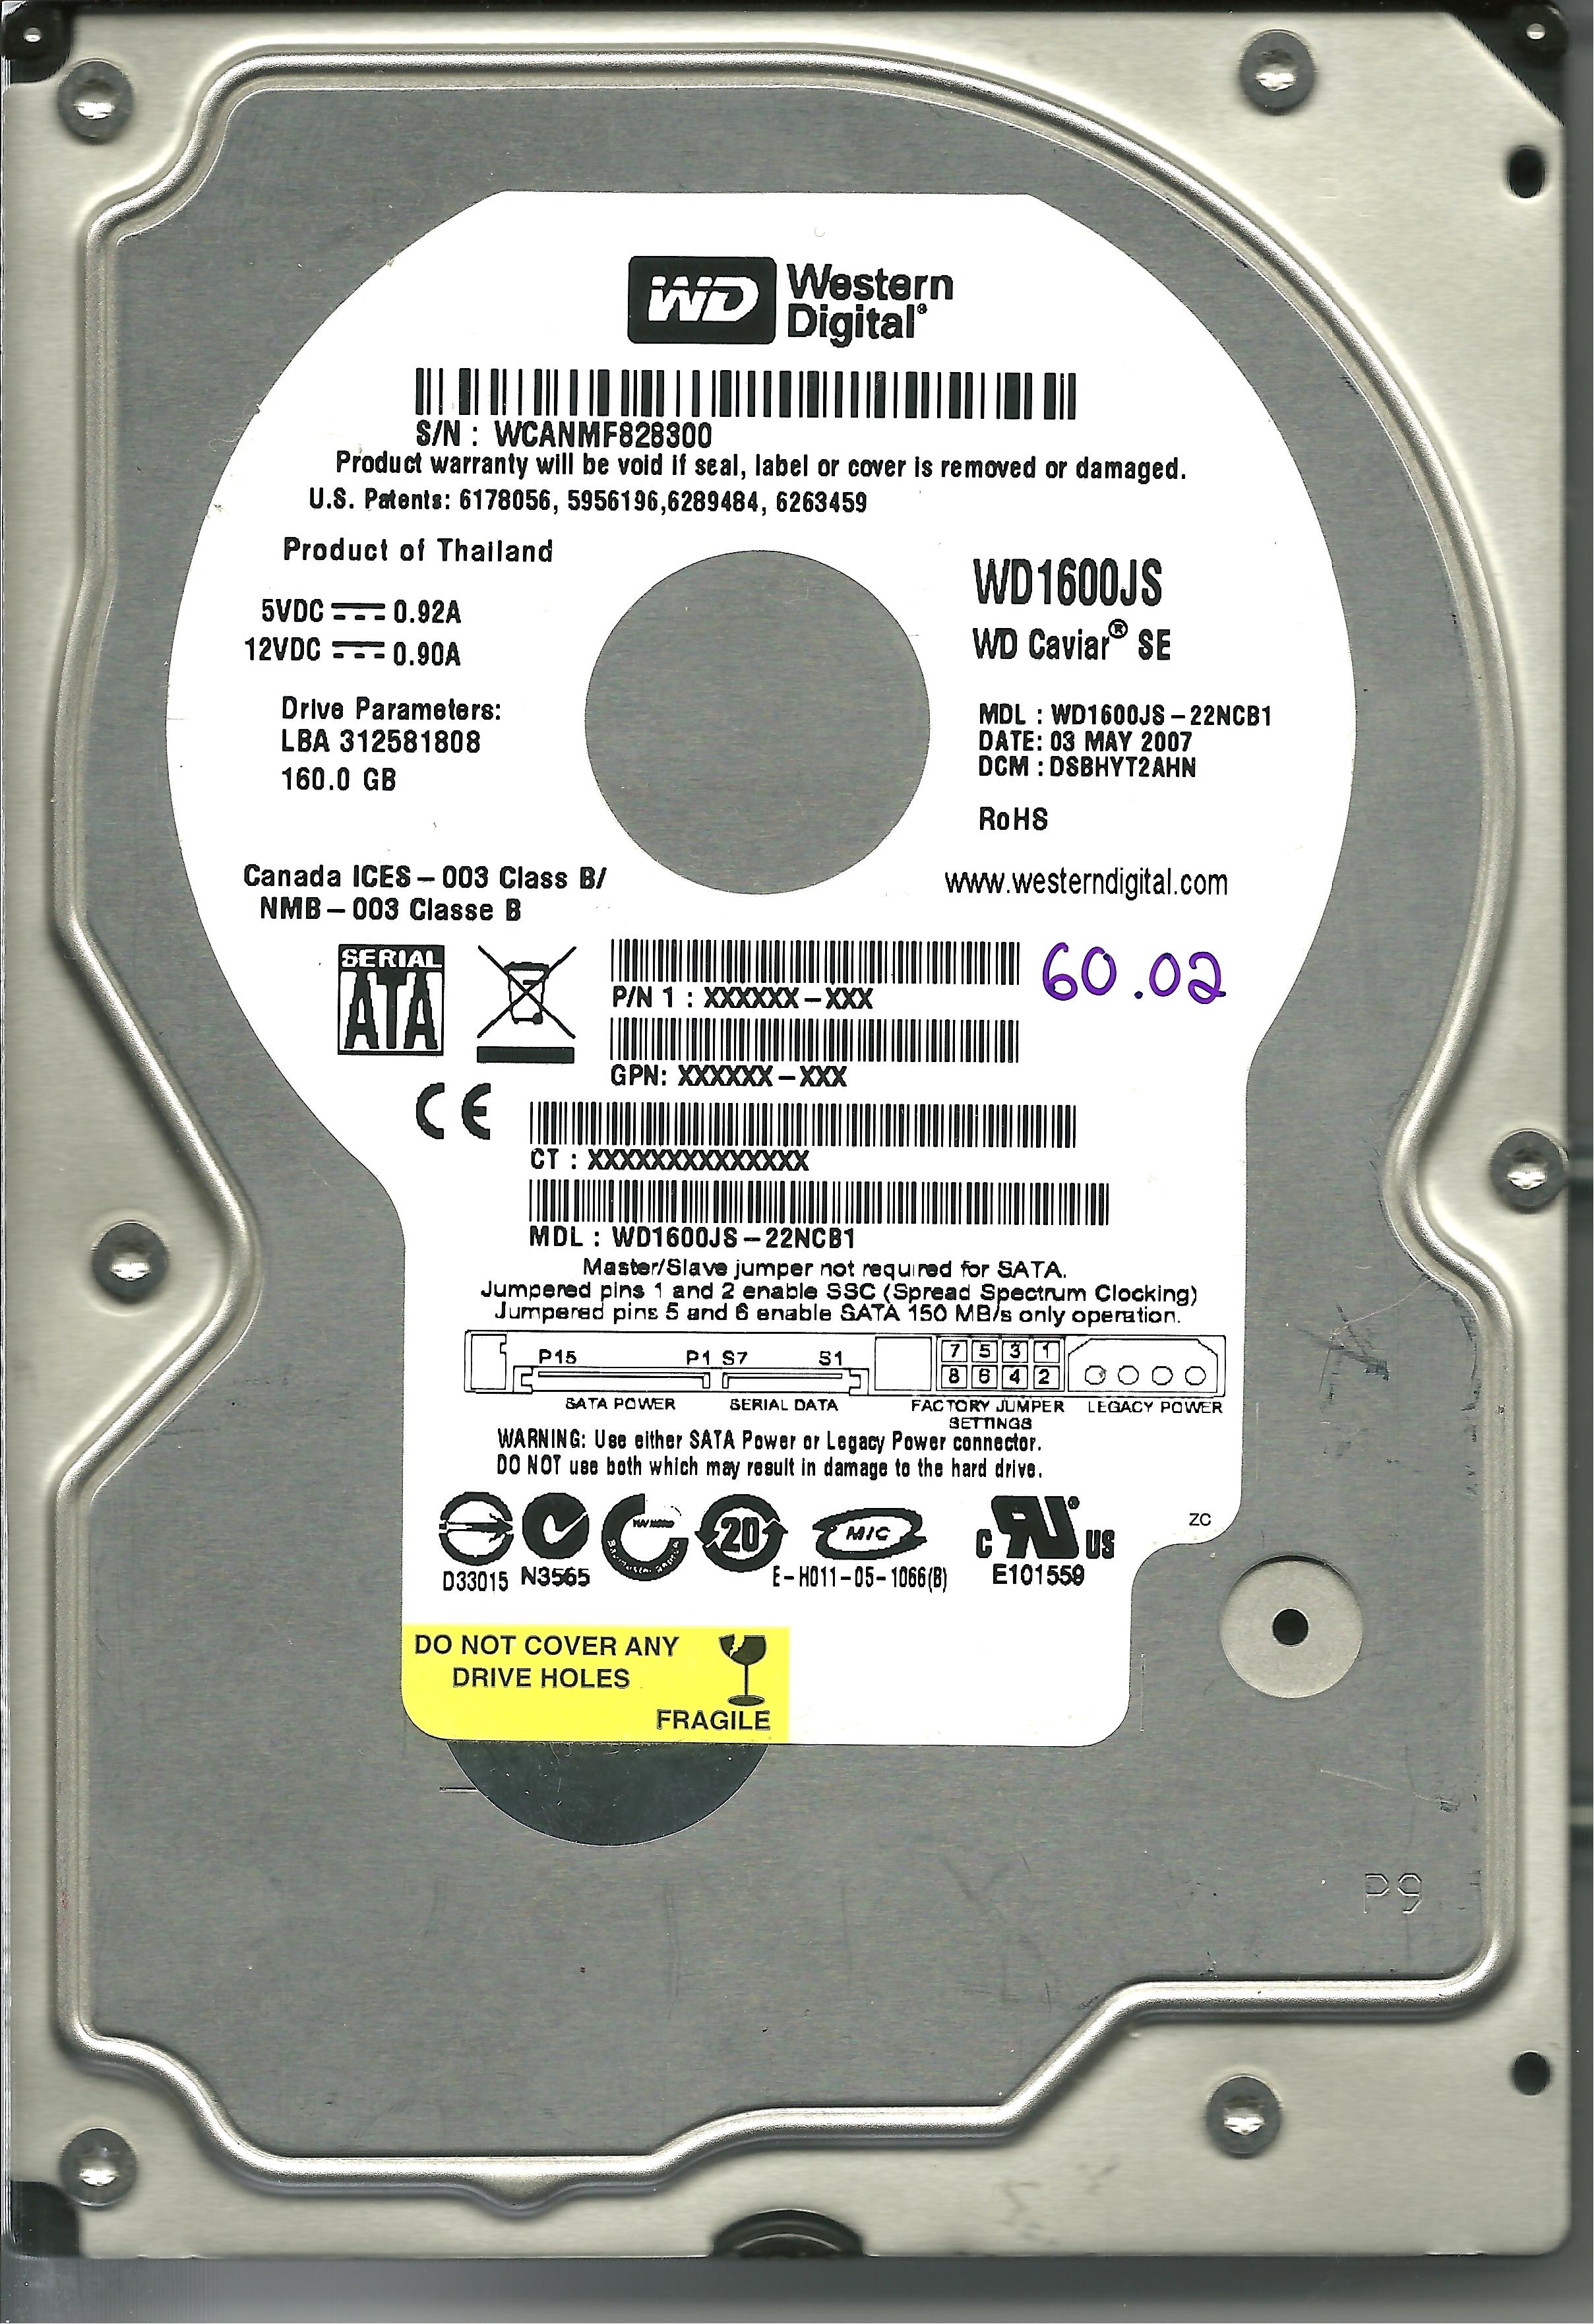 WD Western
Digital®
S/N : WCANMF828300
Product warranty will be void if seal, label or cover is removed or damaged.
U.S. Patents: 6178056, 5956196,6289484, 6263459
Product of Thailand
5VDC 0.92A
12VDC 0.90A
Drive Parameters:
LBA 312581808
160.0 GB
WD1600JS
WD Caviar® SE
MDL : WD1600JS-22NCB1
DATE: 03 MAY 2007
DCM : DSBHYT2AHN
RoHS
Canada ICES-003 Class B/
NMB-003 Classe B
www.westerndigital.com
SERIAL
ATA
P/N 1 : XXXXXX-XXX
60.02
GPN: XXXXXX-XXX
CE
CT : XXXXXXXXXXXXXX
MDL : WD1600JS-22NCB1
Master/Slave jumper not required for SATA.
Jumpered pins 1 and 2 enable SSC (Spread Spectrum Clocking)
Jumpered pins 5 and 6 enable SATA 150 MB/s only operation.
P15 P1 S7 S1
7 5 3 1
8 6 4 2
SATA POWER SERIAL DATA FACTORY JUMPER LEGACY POWER
SETTINGS
WARNING: Use either SATA Power or Legacy Power connector.
DO NOT use both which may result in damage to the hard drive.
20 MIC c RU® US
ZC
D33015 N3565 E-H011-05-1066(B) E101559
DO NOT COVER ANY
DRIVE HOLES
FRAGILE
P9